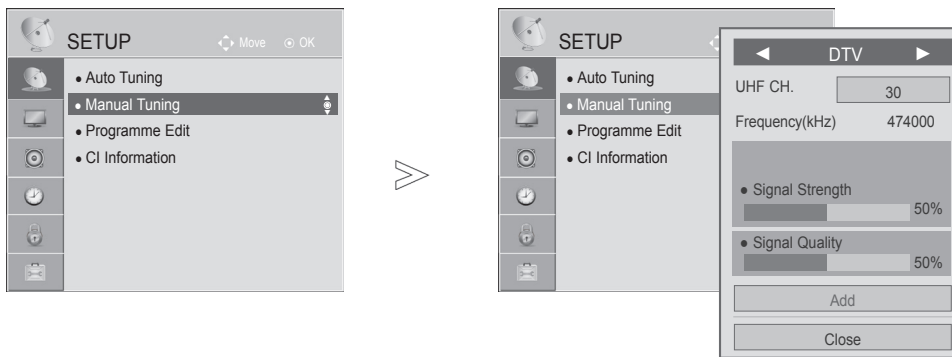 SETUP
Move OK
• Auto Tuning
• Manual Tuning
• Programme Edit
• CI Information
SETUP
• Auto Tuning
• Manual Tuning
• Programme Edit
• CI Information
◄ DTV ►
UHF CH. 30
Frequency(kHz) 474000
• Signal Strength
50%
• Signal Quality
50%
Add
Close